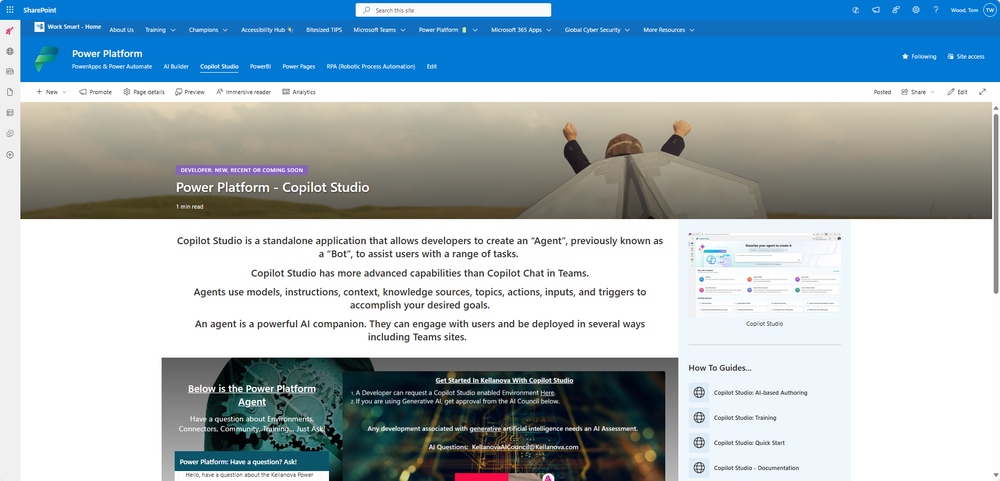 SharePoint
Search this site
Wood, Tom
TW
Work Smart - Home
About Us
Training
Champions
Accessibility Hub
Bitesized TIPS
Microsoft Teams
Power Platform
Microsoft 365 Apps
Global Cyber Security
More Resources
Power Platform
PowerApps & Power Automate
AI Builder
Copilot Studio
PowerBI
Power Pages
RPA (Robotic Process Automation)
Edit
Following
Site access
New
Promote
Page details
Preview
Immersive reader
Analytics
Posted
Share
Edit
DEVELOPER: NEW, RECENT OR COMING SOON
Power Platform - Copilot Studio
1 min read
Copilot Studio is a standalone application that allows developers to create an “Agent”, previously known as
a “Bot”, to assist users with a range of tasks.
Copilot Studio has more advanced capabilities than Copilot Chat in Teams.
Agents use models, instructions, context, knowledge sources, topics, actions, inputs, and triggers to
accomplish your desired goals.
An agent is a powerful AI companion. They can engage with users and be deployed in several ways
including Teams sites.
Below is the Power Platform
Agent
Have a question about Environments,
Connectors, Community, Training... Just Ask!
Power Platform: Have a question? Ask!
Hello, have a question about the Kellanova Power
Get Started In Kellanova With Copilot Studio
1. A Developer can request a Copilot Studio enabled Environment Here.
2. If you are using Generative AI, get approval from the AI Council below.
Any development associated with generative artificial intelligence needs an AI Assessment.
AI Questions: KellanovaAICouncil@Kellanova.com
Describe your agent to create it
Copilot Studio
How To Guides...
Copilot Studio: AI-based Authoring
Copilot Studio: Training
Copilot Studio: Quick Start
Copilot Studio - Documentation